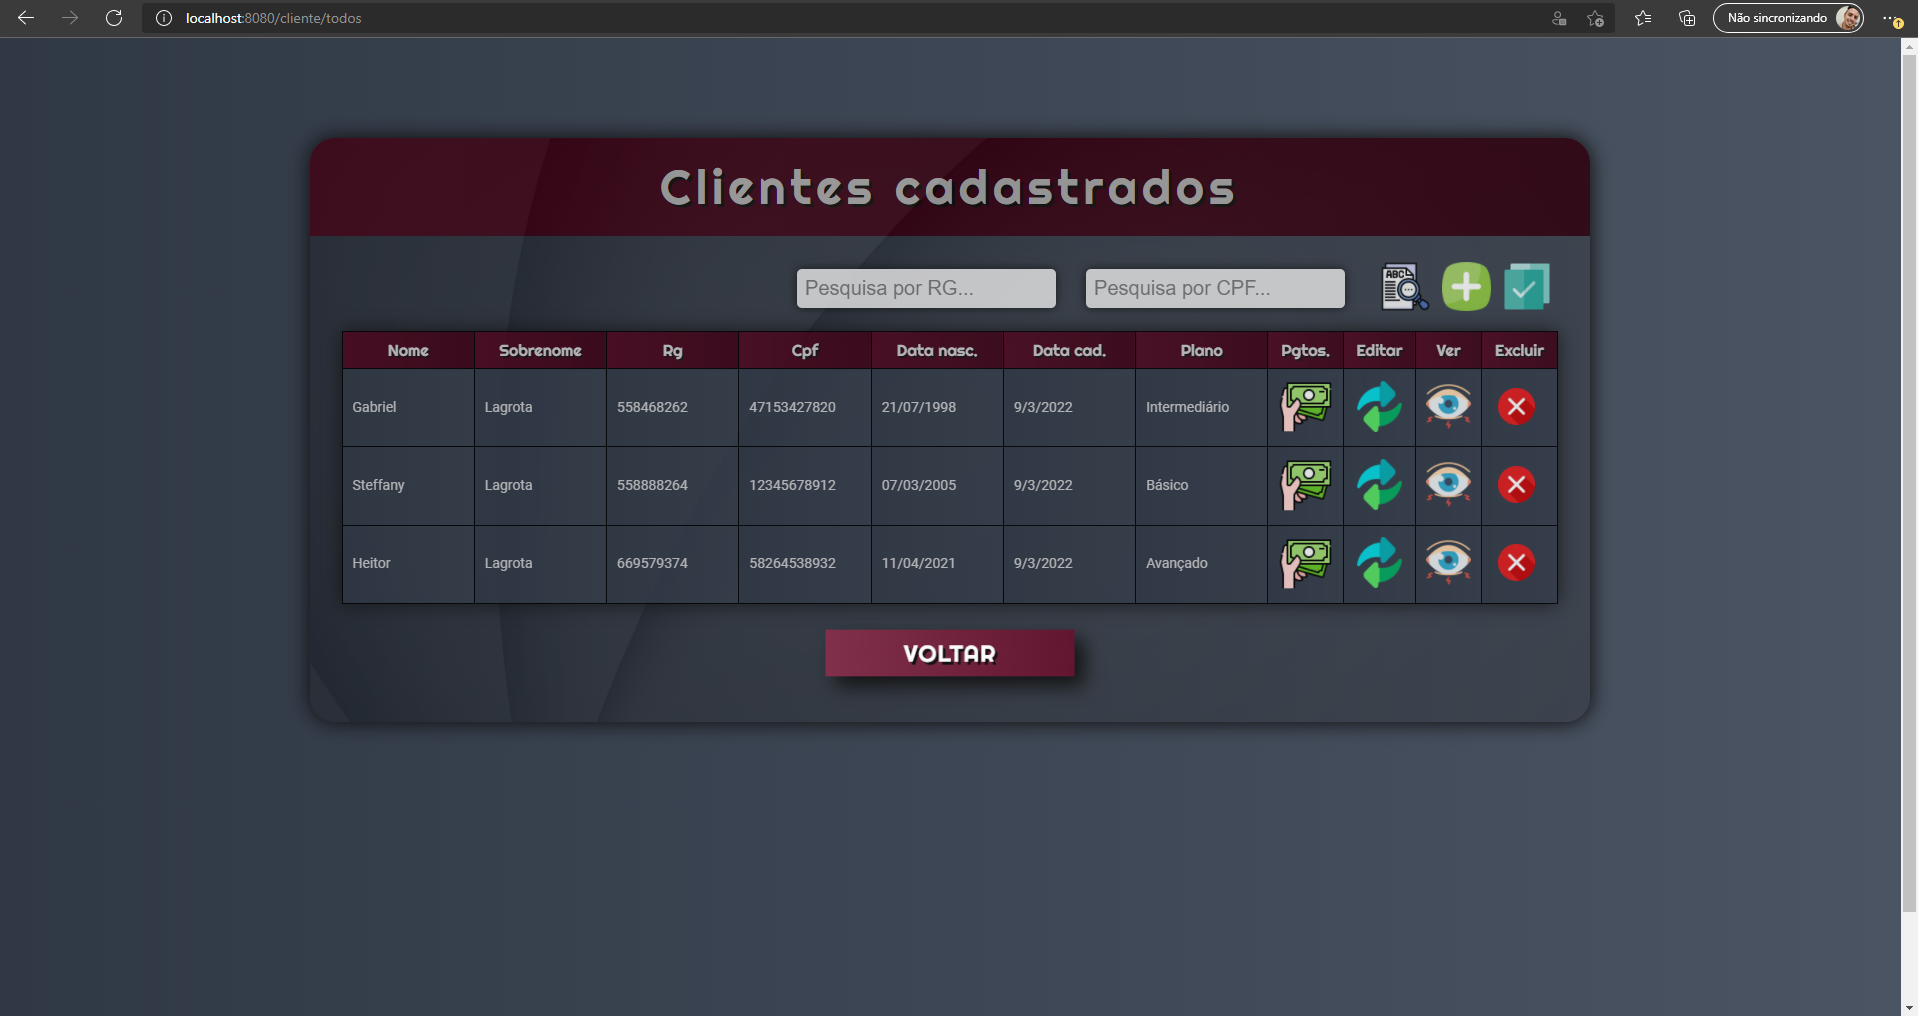 localhost:8080/cliente/todos
Não sincronizando
Clientes cadastrados
Pesquisa por RG... Pesquisa por CPF... ABC
Nome Sobrenome Rg Cpf Data nasc. Data cad. Plano Pgtos. Editar Ver Excluir
Gabriel Lagrota 558468262 47153427820 21/07/1998 9/3/2022 Intermediário
Steffany Lagrota 558888264 12345678912 07/03/2005 9/3/2022 Básico
Heitor Lagrota 669579374 58264538932 11/04/2021 9/3/2022 Avançado
VOLTAR